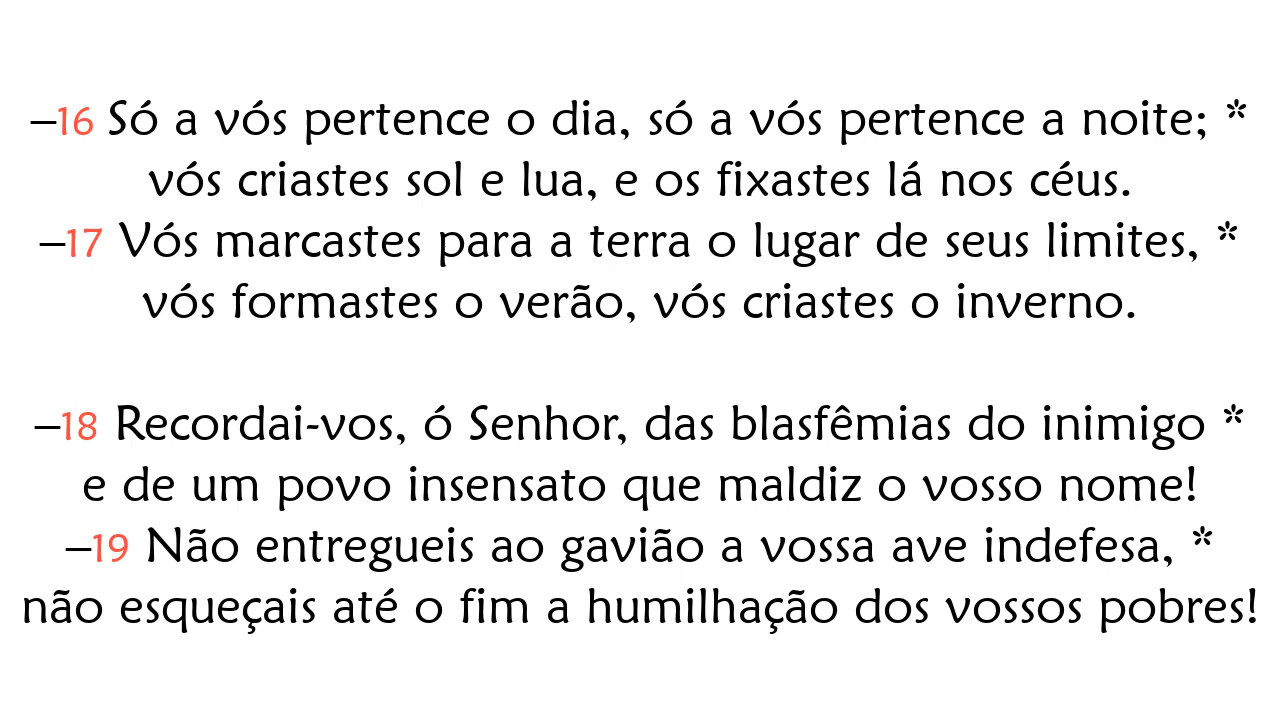 –16 Só a vós pertence o dia, só a vós pertence a noite; *
vós criastes sol e lua, e os fixastes lá nos céus.
–17 Vós marcastes para a terra o lugar de seus limites, *
vós formastes o verão, vós criastes o inverno.
–18 Recordai-vos, ó Senhor, das blasfêmias do inimigo *
e de um povo insensato que maldiz o vosso nome!
–19 Não entregueis ao gavião a vossa ave indefesa, *
não esqueçais até o fim a humilhação dos vossos pobres!